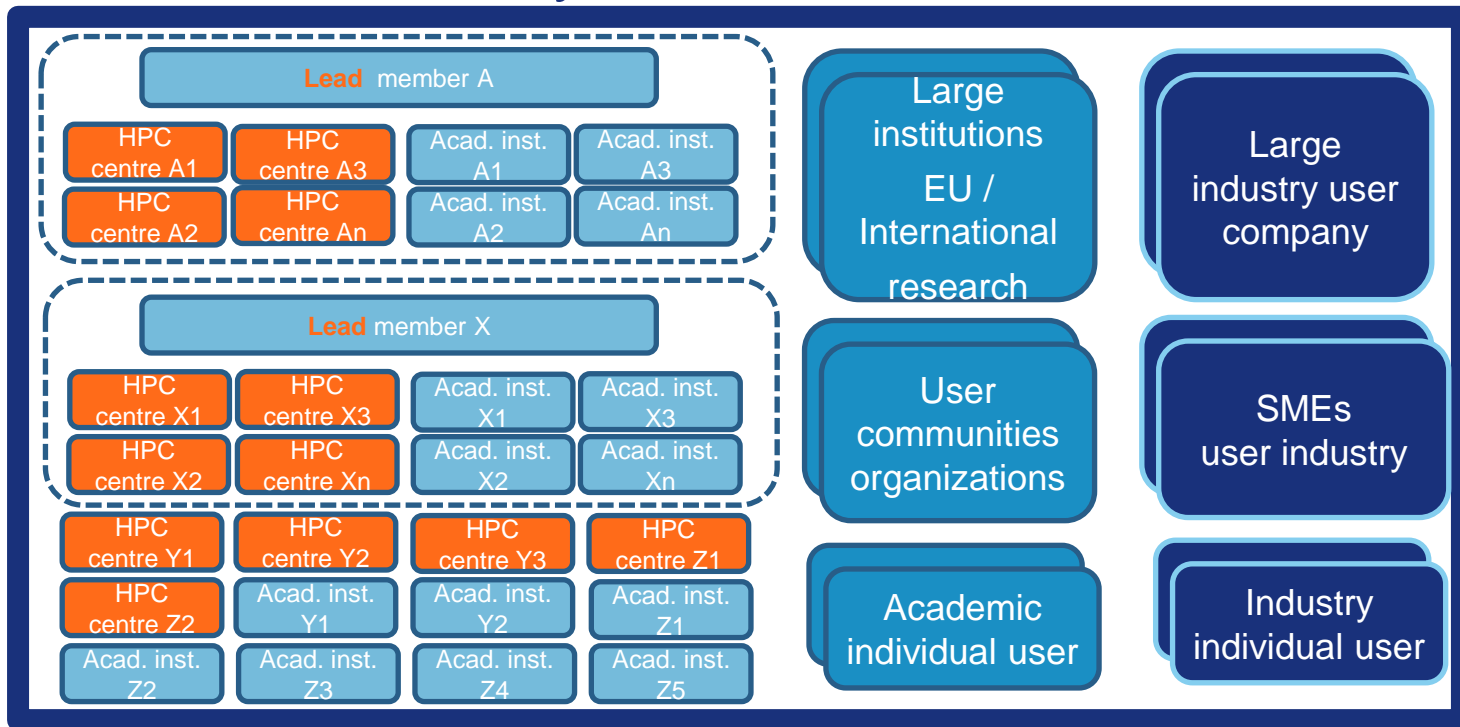 Lead member A
HPC
centre A1
HPC
centre A3
Acad. inst.
A1
Acad. inst.
A3
HPC
centre A2
HPC
centre An
Acad. inst.
A2
Acad. inst.
An
Lead member X
HPC
centre X1
HPC
centre X3
Acad. inst.
X1
Acad. inst.
X3
HPC
centre X2
HPC
centre Xn
Acad. inst.
X2
Acad. inst.
Xn
HPC
centre Y1
HPC
centre Y2
HPC
centre Y3
HPC
centre Z1
HPC
centre Z2
Acad. inst.
Y1
Acad. inst.
Y2
Acad. inst.
Z1
Acad. inst.
Z2
Acad. inst.
Z3
Acad. inst.
Z4
Acad. inst.
Z5
Large
institutions
EU /
International
research
User
communities
organizations
Academic
individual user
Large
industry user
company
SMEs
user industry
Industry
individual user